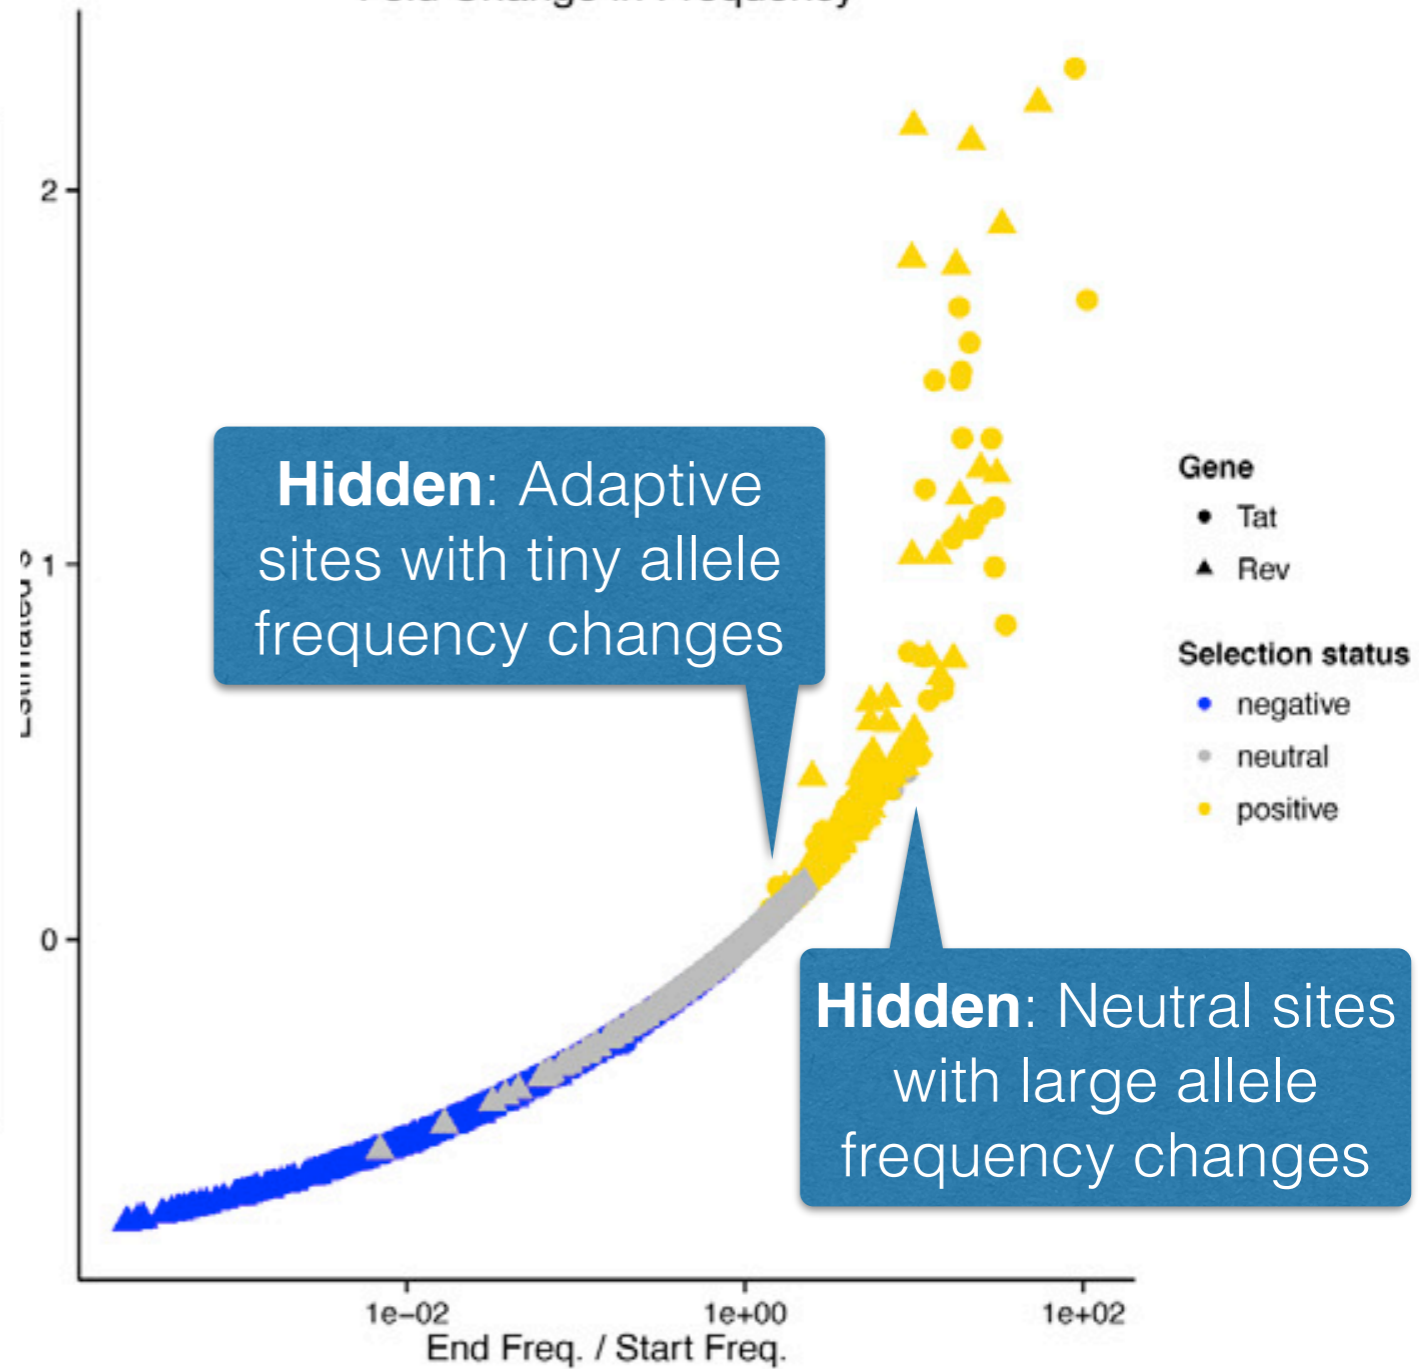 2
1
0
Hidden: Adaptive
sites with tiny allele
frequency changes
Gene
Tat
Rev
Selection status
negative
neutral
positive
Hidden: Neutral sites
with large allele
frequency changes
1e−02
1e+00
1e+02
End Freq. / Start Freq.